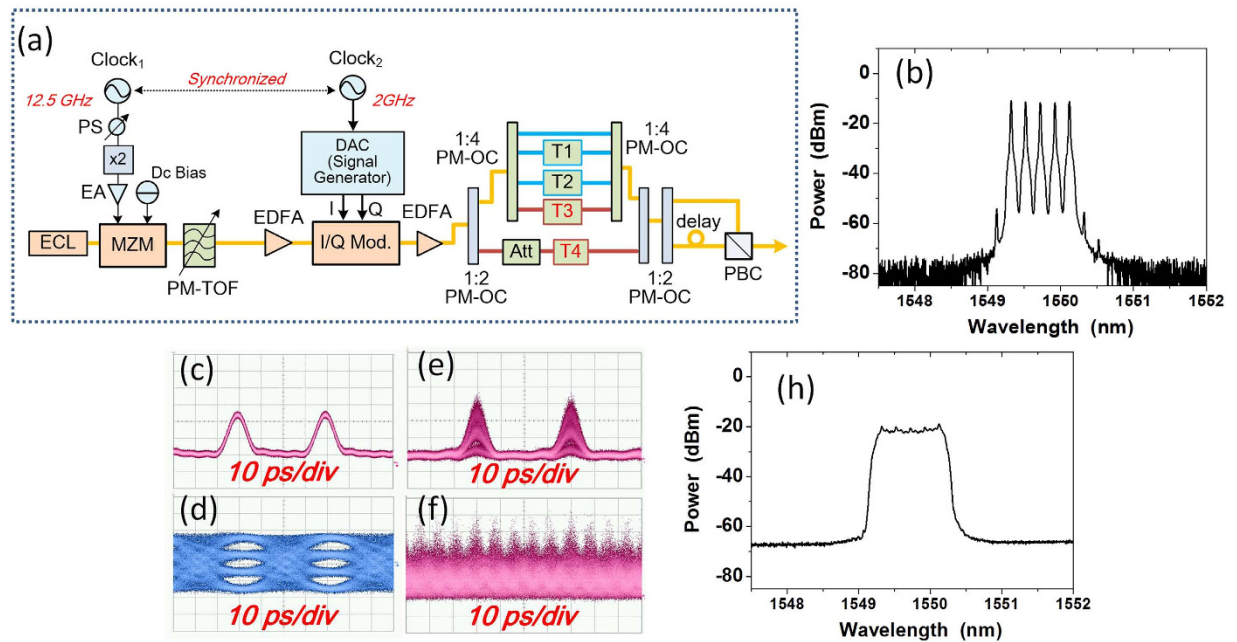 (a)
Clock1
Synchronized
Clock2
12.5 GHz
2GHz
PS
x2
DAC
(Signal
Generator)
Dc Bias
EA
I
Q
ECL
MZM
PM-TOF
EDFA
I/Q Mod.
EDFA
1:4
PM-OC
T1
T2
T3
1:4
PM-OC
Att
T4
delay
1:2
PM-OC
1:2
PM-OC
PBC
(b)
Power (dBm)
0
-20
-40
-60
-80
1548
1549
1550
1551
1552
Wavelength (nm)
(c)
10 ps/div
(e)
10 ps/div
(d)
10 ps/div
(f)
10 ps/div
(h)
Power (dBm)
0
-20
-40
-60
-80
1548
1549
1550
1551
1552
Wavelength (nm)